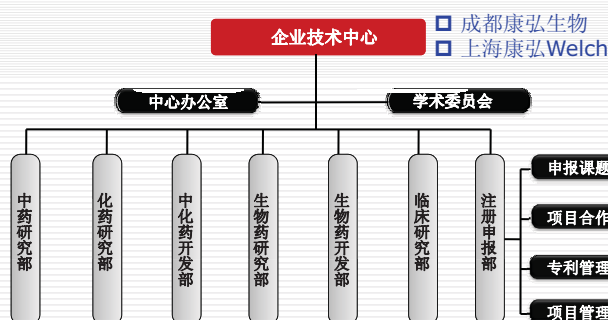 企业技术中心
成都康弘生物
上海康弘Welch
中心办公室
学术委员会
中药研究部
化药研究部
中化药开发部
生物药研究部
生物药开发部
临床研究部
注册申报部
申报课题
项目合作
专利管理
项目管理